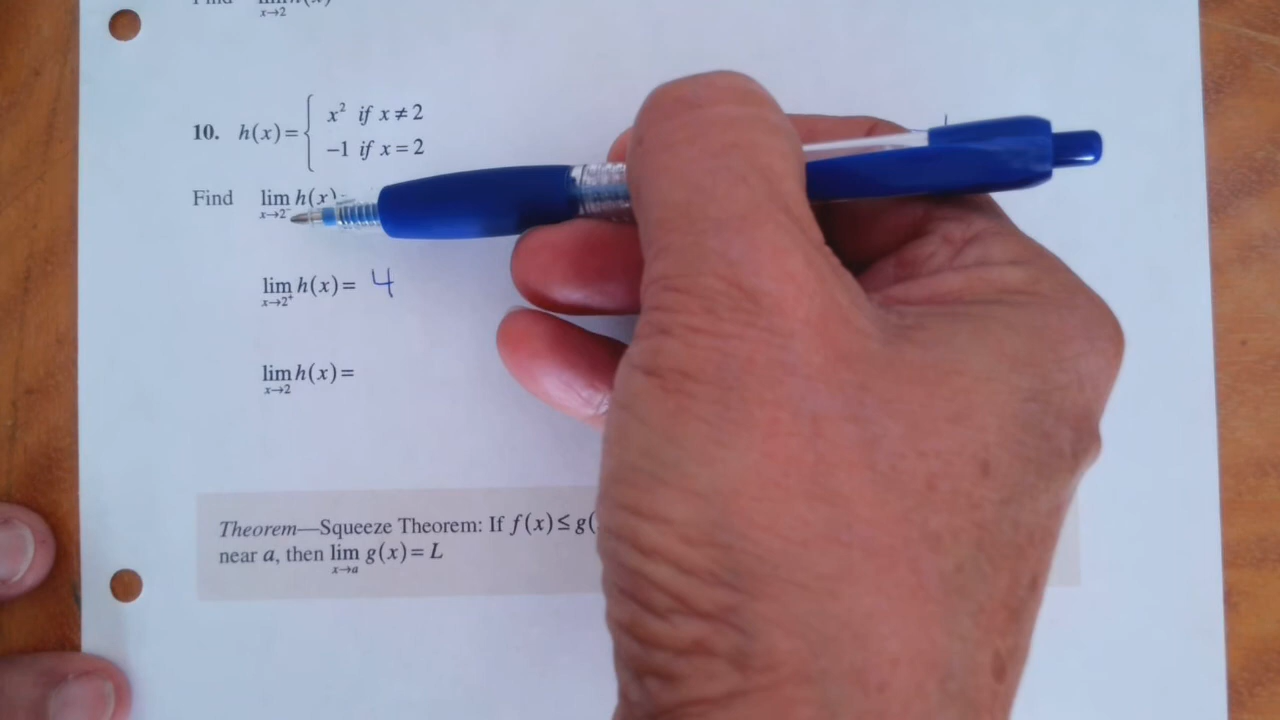 x→2
10. h(x) = { x² if x ≠ 2
−1 if x = 2
Find lim h(x)
x→2⁻
lim h(x) = 4
x→2⁺
lim h(x) =
x→2
Theorem—Squeeze Theorem: If f(x) ≤ g(
near a, then lim g(x) = L
x→a